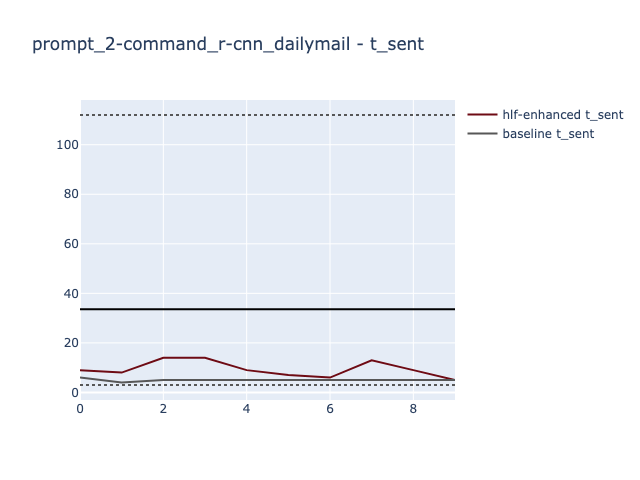 prompt_2-command_r-cnn_dailymail - t_sent
hlf-enhanced t_sent
baseline t_sent
100
80
60
40
20
0
0 2 4 6 8